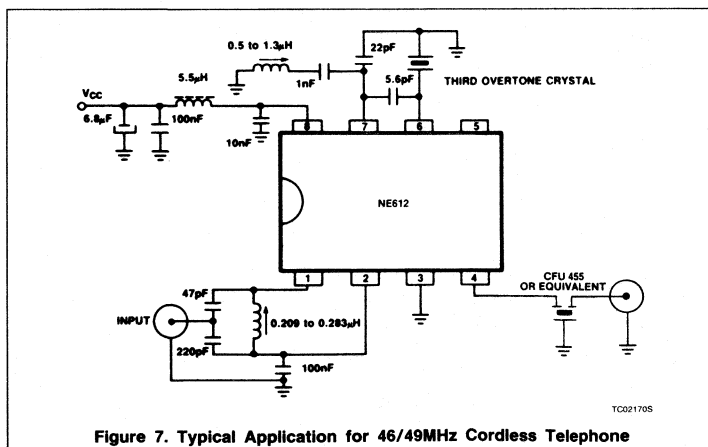 0.5 to 1.3μH
22pF
1nF
5.6pF
THIRD OVERTONE CRYSTAL
5.5μH
VCC
6.8μF
100nF
10nF
8
7
6
5
NE612
1
2
3
4
47pF
INPUT
0.209 to 0.283μH
220pF
100nF
CFU 455
OR EQUIVALENT
TC02170S
Figure 7. Typical Application for 46/49MHz Cordless Telephone